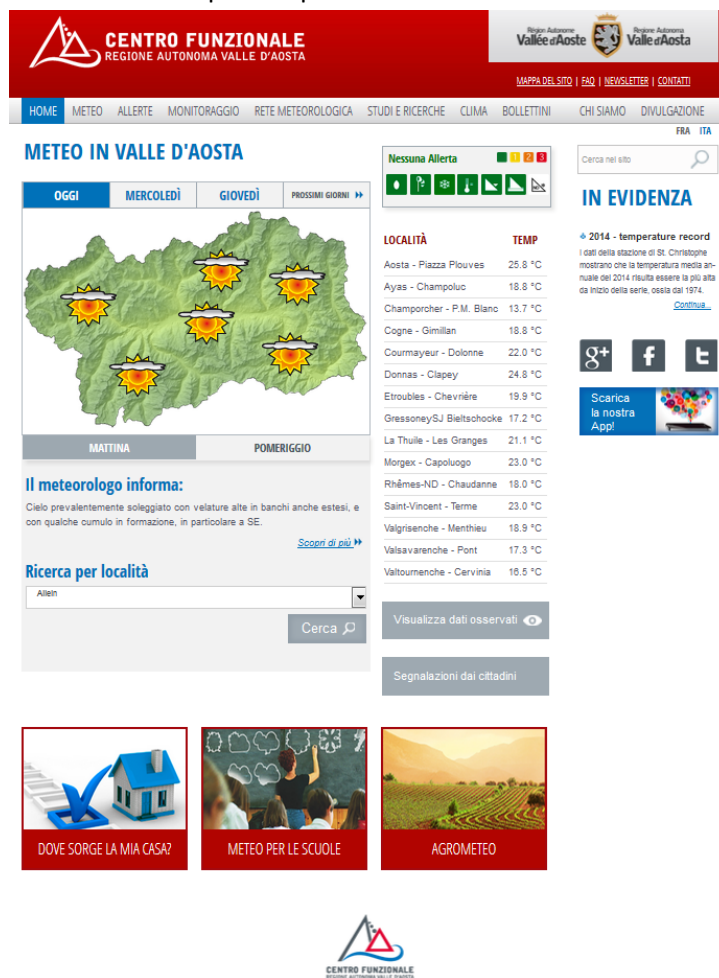 CENTRO FUNZIONALE
REGIONE AUTONOMA VALLE D'AOSTA
Région Autonome
Vallée d'Aoste
Regione Autonoma
Valle d'Aosta
MAPPA DEL SITO | FAQ | NEWSLETTER | CONTATTI
HOME METEO ALLERTE MONITORAGGIO RETE METEOROLOGICA STUDI E RICERCHE CLIMA BOLLETTINI CHI SIAMO DIVULGAZIONE
FRA ITA
METEO IN VALLE D'AOSTA
OGGI MERCOLEDÌ GIOVEDÌ PROSSIMI GIORNI
MATTINA POMERIGGIO
Il meteorologo informa:
Cielo prevalentemente soleggiato con velature alte in banchi anche estesi, e
con qualche cumulo in formazione, in particolare a SE.
Scopri di più
Ricerca per località
Allein
Cerca
Nessuna Allerta 1 2 3
LOCALITÀ TEMP
Aosta - Piazza Plouves 25.8 °C
Ayas - Champoluc 18.8 °C
Champorcher - P.M. Blanc 13.7 °C
Cogne - Gimillan 18.8 °C
Courmayeur - Dolonne 22.0 °C
Donnas - Clapey 24.8 °C
Etroubles - Chevrière 19.9 °C
GressoneySJ Bieltschocke 17.2 °C
La Thuile - Les Granges 21.1 °C
Morgex - Capoluogo 23.0 °C
Rhêmes-ND - Chaudanne 18.0 °C
Saint-Vincent - Terme 23.0 °C
Valgrisenche - Menthieu 18.9 °C
Valsavarenche - Pont 17.3 °C
Valtournenche - Cervinia 16.5 °C
Visualizza dati osservati
Segnalazioni dai cittadini
Cerca nel sito
IN EVIDENZA
2014 - temperature record
I dati della stazione di St. Christophe
mostrano che la temperatura media an-
nuale del 2014 risulta essere la più alta
da inizio della serie, ossia dal 1974.
Continua...
g+ f t
Scarica
la nostra
App!
DOVE SORGE LA MIA CASA? METEO PER LE SCUOLE AGROMETEO
CENTRO FUNZIONALE
REGIONE AUTONOMA VALLE D'AOSTA